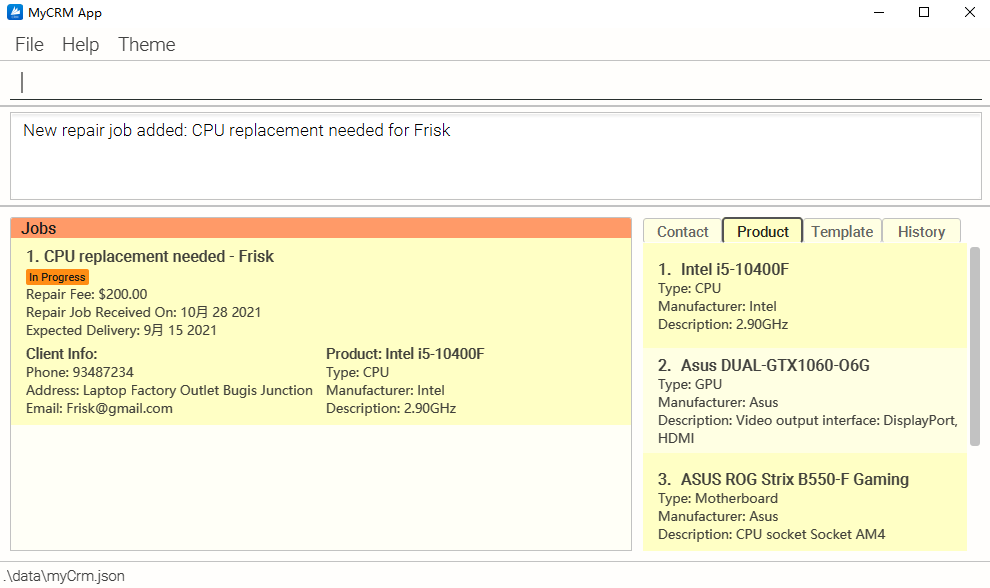 MyCRM App
File Help Theme
New repair job added: CPU replacement needed for Frisk
Jobs
1. CPU replacement needed - Frisk
In Progress
Repair Fee: $200.00
Repair Job Received On: 10月 28 2021
Expected Delivery: 9月 15 2021
Client Info:
Phone: 93487234
Address: Laptop Factory Outlet Bugis Junction
Email: Frisk@gmail.com
Product: Intel i5-10400F
Type: CPU
Manufacturer: Intel
Description: 2.90GHz
Contact Product Template History
1. Intel i5-10400F
Type: CPU
Manufacturer: Intel
Description: 2.90GHz
2. Asus DUAL-GTX1060-O6G
Type: GPU
Manufacturer: Asus
Description: Video output interface: DisplayPort,
HDMI
3. ASUS ROG Strix B550-F Gaming
Type: Motherboard
Manufacturer: Asus
Description: CPU socket Socket AM4
.\data\myCrm.json